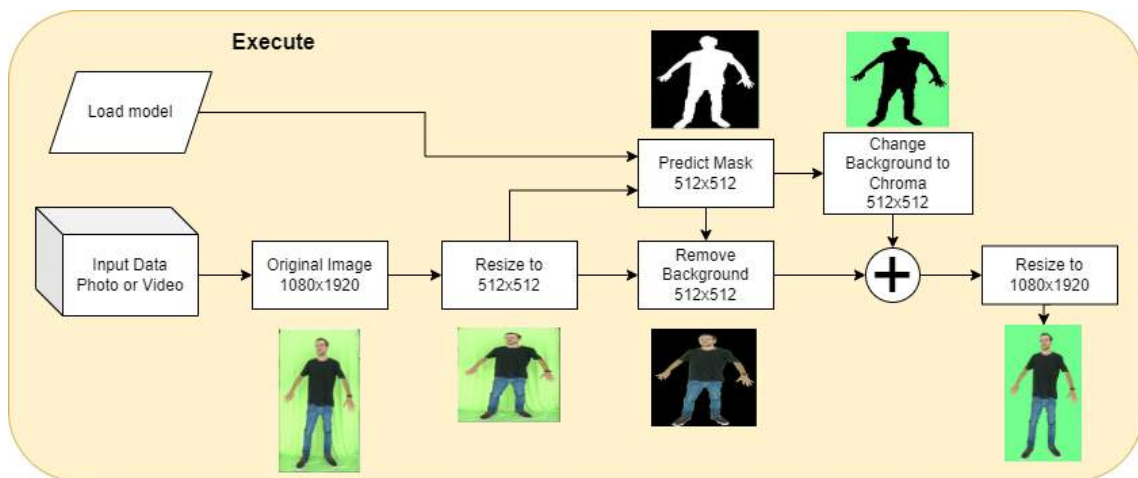 Execute
Load model
Predict Mask
512x512
Change
Background to
Chroma
512x512
Input Data
Photo or Video
Original Image
1080x1920
Resize to
512x512
Remove
Background
512x512
+
Resize to
1080x1920